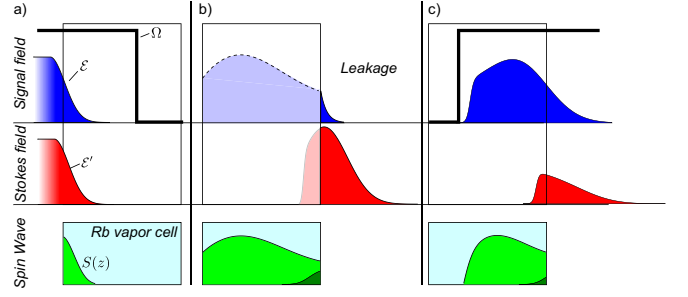 a)
b)
c)
Signal field
Ω
ℰ
Leakage
Stokes field
ℰ′
Spin Wave
Rb vapor cell
S(z)